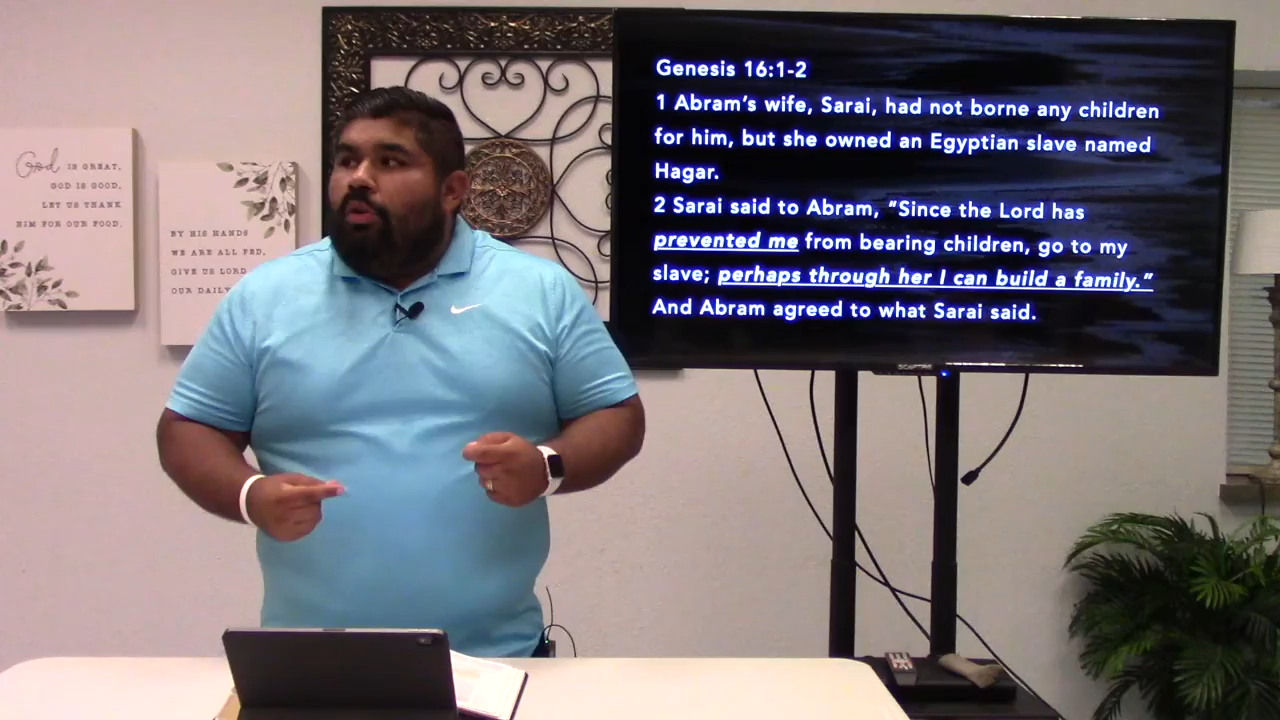 God IS GREAT,
GOD IS GOOD,
LET US THANK
HIM FOR OUR FOOD.
BY HIS HANDS
WE ARE ALL FED,
GIVE US LORD
OUR DAILY
Genesis 16:1-2
1 Abram’s wife, Sarai, had not borne any children
for him, but she owned an Egyptian slave named
Hagar.
2 Sarai said to Abram, “Since the Lord has
prevented me from bearing children, go to my
slave; perhaps through her I can build a family.”
And Abram agreed to what Sarai said.
SCEPTRE